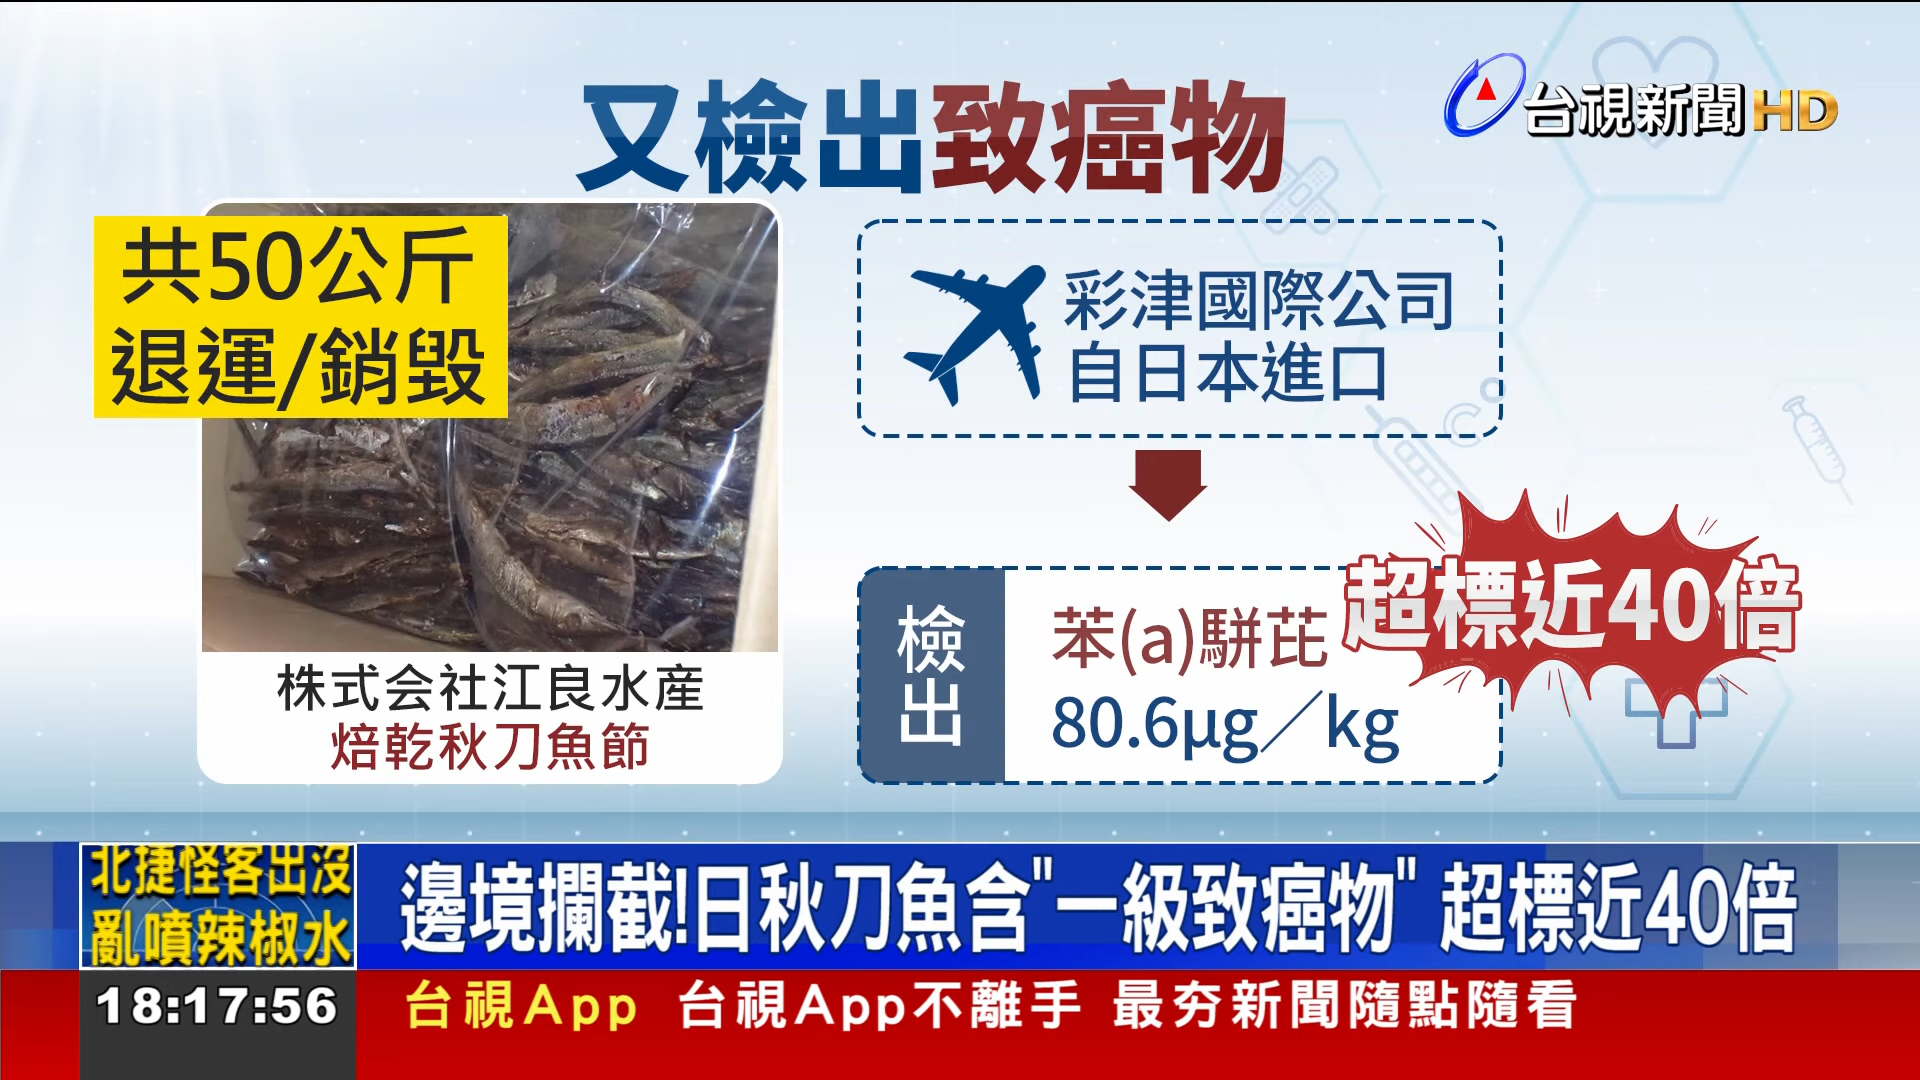 又檢出致癌物
台視新聞HD
共50公斤
退運/銷毀
株式会社江良水産
焙乾秋刀魚節
彩津國際公司
自日本進口
檢出
苯(a)駢芘
80.6μg／kg
超標近40倍
北捷怪客出沒
亂噴辣椒水
邊境攔截!日秋刀魚含"一級致癌物" 超標近40倍
18:17:56
台視App 台視App不離手 最夯新聞隨點隨看